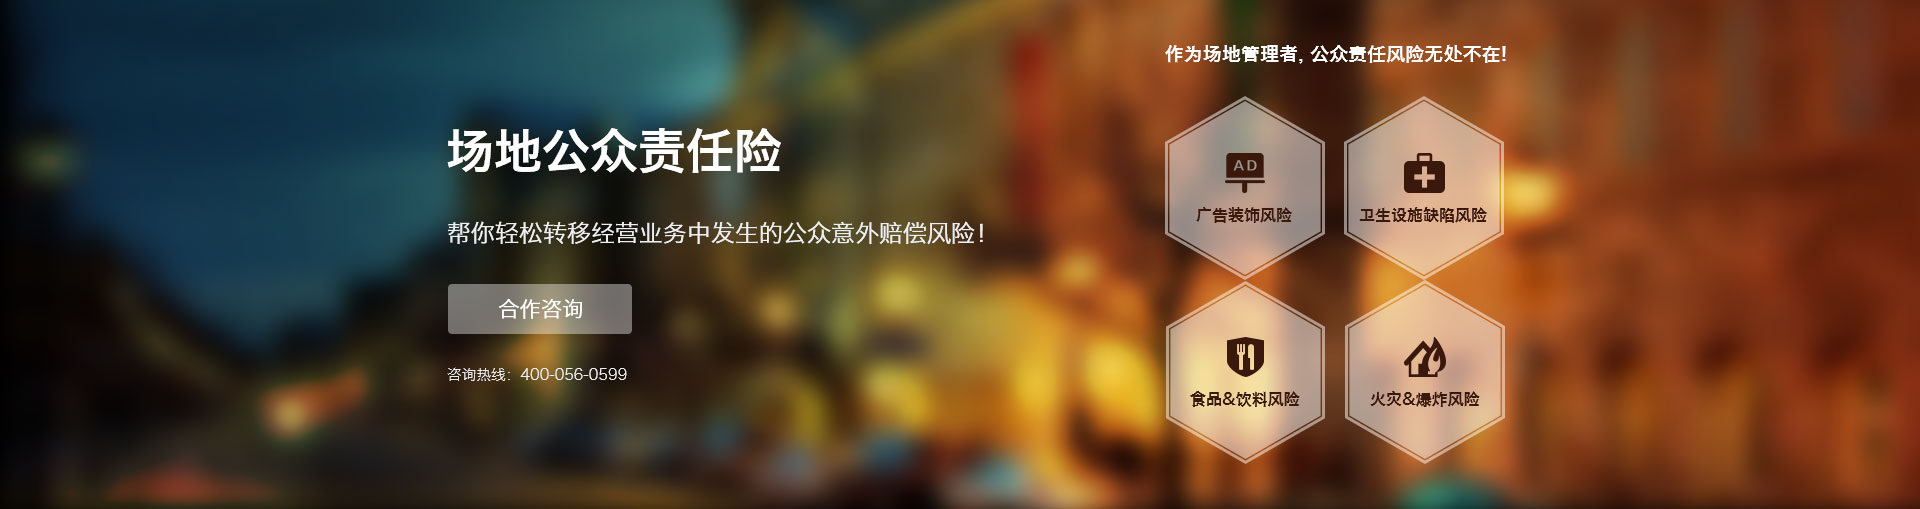 场地公众责任险
帮你轻松转移经营业务中发生的公众意外赔偿风险！
合作咨询
咨询热线：400-056-0599
作为场地管理者, 公众责任风险无处不在!
AD
广告装饰风险
卫生设施缺陷风险
食品&饮料风险
火灾&爆炸风险